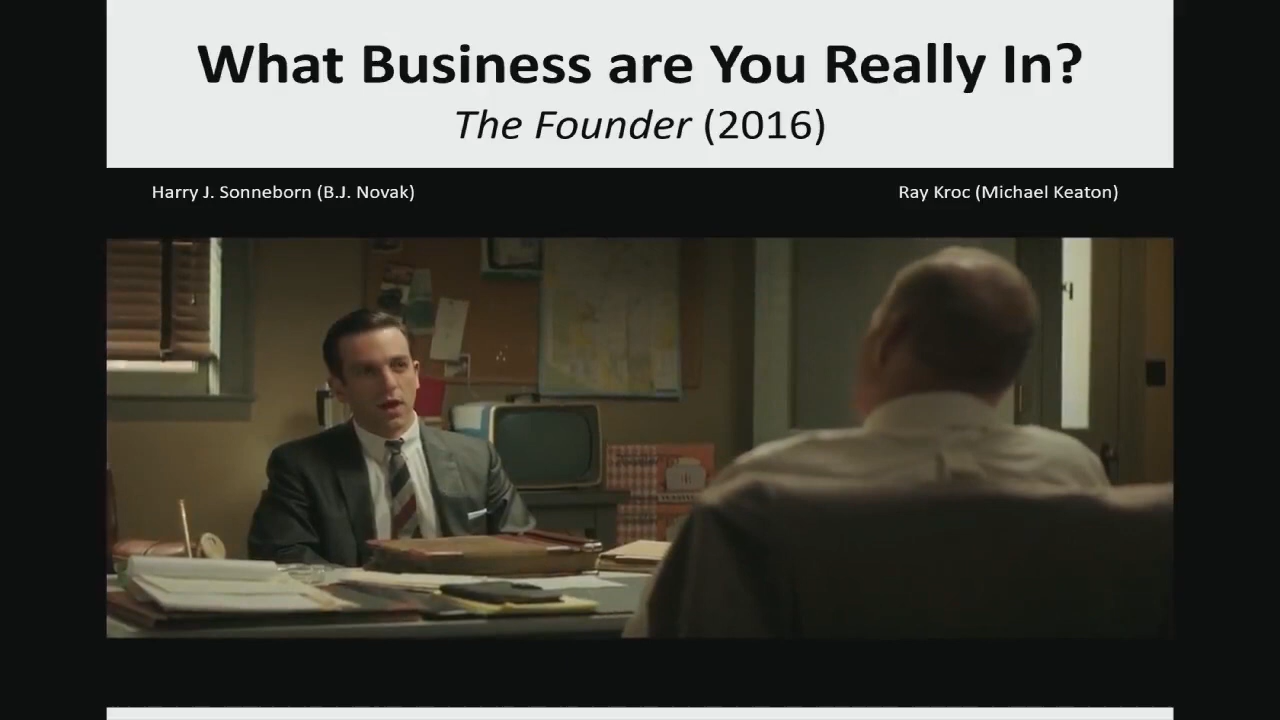 What Business are You Really In?
The Founder (2016)
Harry J. Sonneborn (B.J. Novak)
Ray Kroc (Michael Keaton)